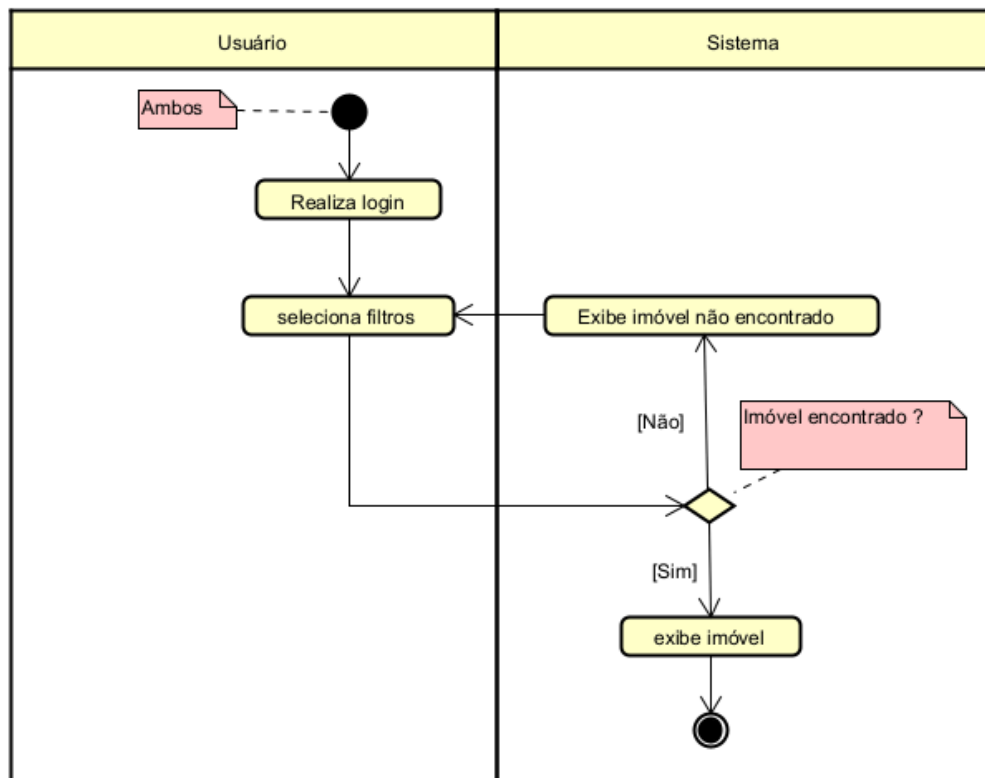 Usuário
Sistema
Ambos
Realiza login
seleciona filtros
Exibe imóvel não encontrado
[Não]
Imóvel encontrado ?
[Sim]
exibe imóvel